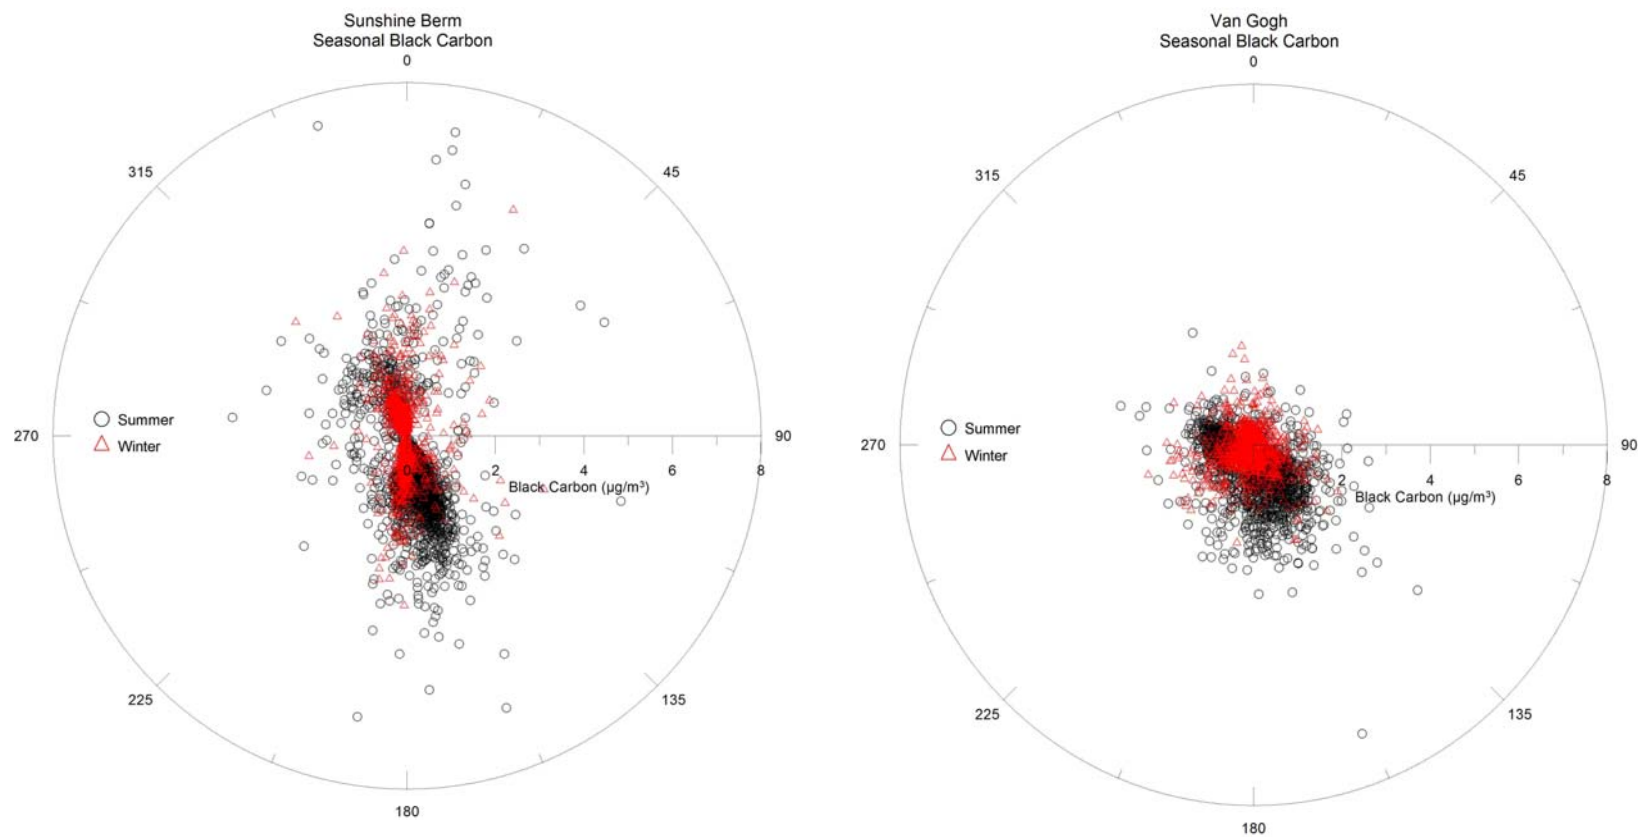 Sunshine Berm
Seasonal Black Carbon
0
315
45
Summer
Winter
270
90
0 2 4 6 8
Black Carbon (µg/m³)
225
135
180
Van Gogh
Seasonal Black Carbon
0
315
45
Summer
Winter
270
90
2 4 6 8
Black Carbon (µg/m³)
225
135
180